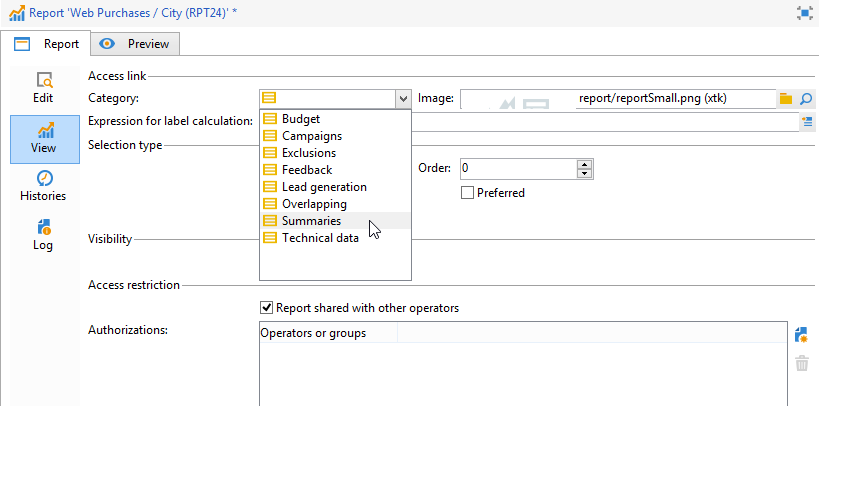 Report 'Web Purchases / City (RPT24)' *
Report
Preview
Edit
View
Histories
Log
Access link
Category:
Image:
report/reportSmall.png (xtk)
Expression for label calculation:
Budget
Campaigns
Exclusions
Feedback
Lead generation
Overlapping
Summaries
Technical data
Selection type
Order:
0
Preferred
Visibility
Access restriction
Report shared with other operators
Authorizations:
Operators or groups